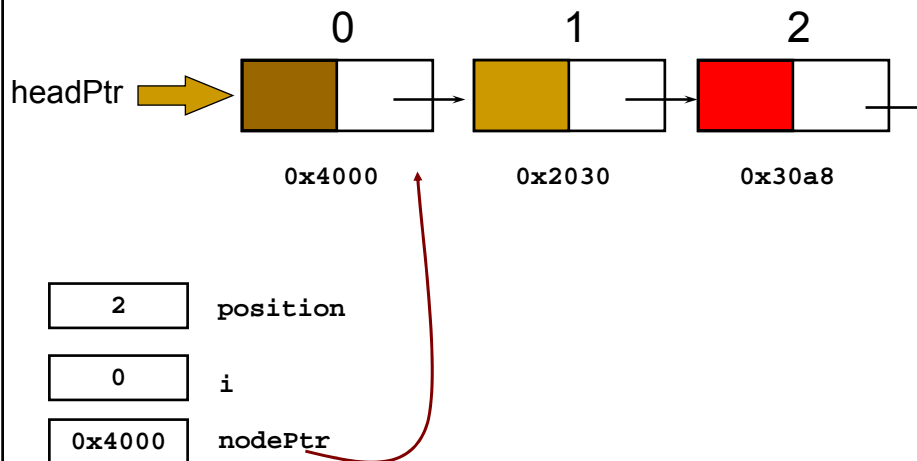 0 1 2
headPtr
0x4000 0x2030 0x30a8
2 position
0 i
0x4000 nodePtr